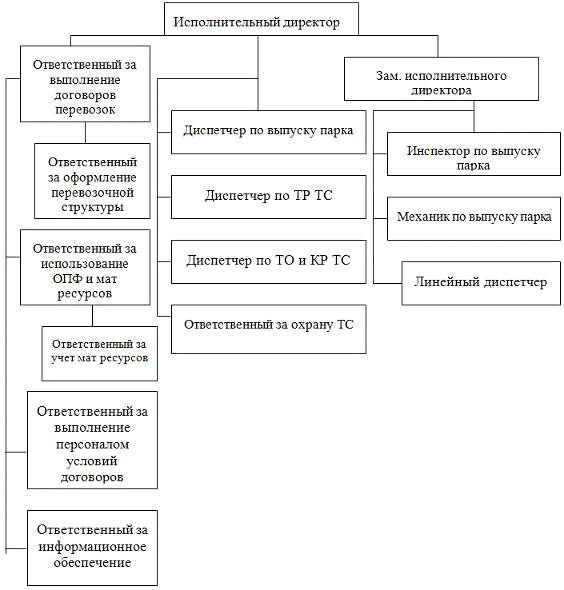 Исполнительный директор
Ответственный за
выполнение
договоров
перевозок
Ответственный
за оформление
перевозочной
структуры
Ответственный за
использование
ОПФ и мат
ресурсов
Ответственный за
учет мат ресурсов
Ответственный за
выполнение
персоналом
условий
договоров
Ответственный за
информационное
обеспечение
Диспетчер по выпуску парка
Диспетчер по ТР ТС
Диспетчер по ТО и КР ТС
Ответственный за охрану ТС
Зам. исполнительного
директора
Инспектор по выпуску
парка
Механик по выпуску парка
Линейный диспетчер